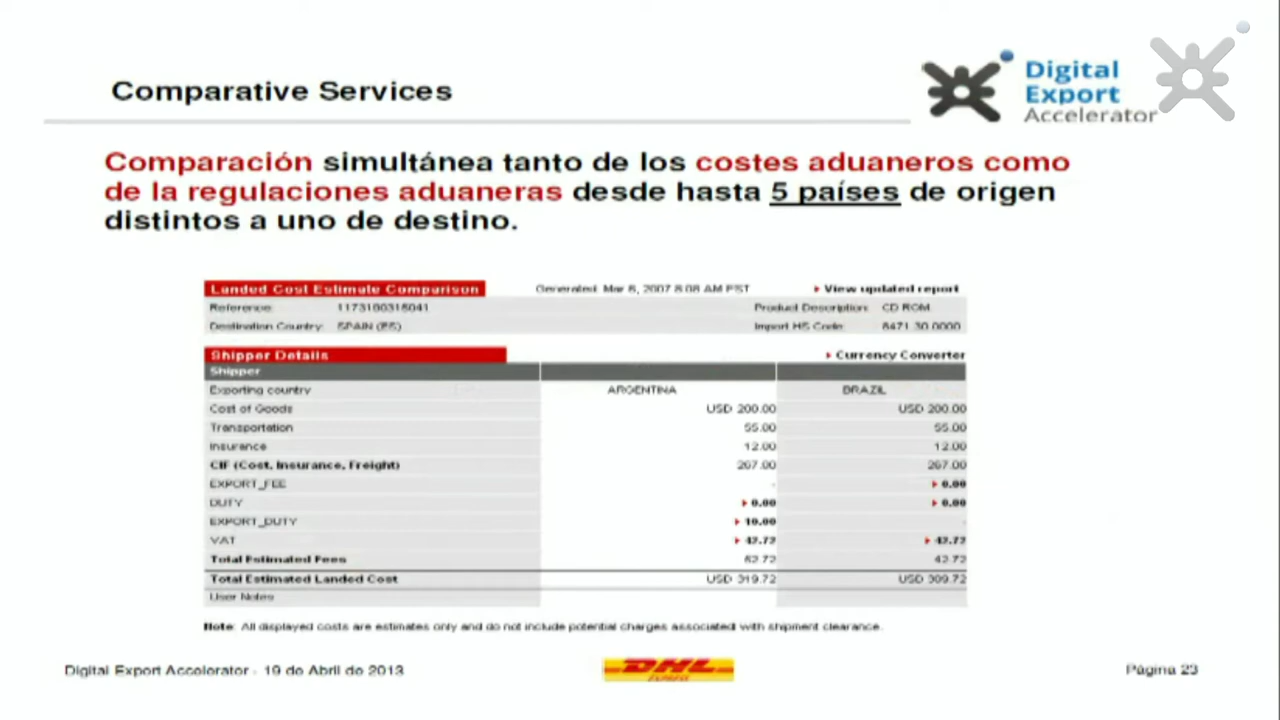 Comparative Services
Digital
Export
Accelerator
Comparación simultánea tanto de los costes aduaneros como
de la regulaciones aduaneras desde hasta 5 países de origen
distintos a uno de destino.
Landed Cost Estimate Comparison Generated: Mar 6, 2007 8:08 AM PST View updated report
Reference: 1173180315041 Product Description: CD ROM
Destination Country: SPAIN (ES) Import HS Code: 8471.30.0000
Shipper Details Currency Converter
Shipper
Exporting country ARGENTINA BRAZIL
Cost of Goods USD 200.00 USD 200.00
Transportation 55.00 55.00
Insurance 12.00 12.00
CIF (Cost, Insurance, Freight) 267.00 267.00
EXPORT_FEE - 0.00
DUTY 0.00 0.00
EXPORT_DUTY 10.00 -
VAT 42.72 42.72
Total Estimated Fees 52.72 42.72
Total Estimated Landed Cost USD 319.72 USD 309.72
User Notes
Note: All displayed costs are estimates only and do not include potential charges associated with shipment clearance.
Digital Export Accelerator - 19 de Abril de 2013
DHL
EXPRESS
Página 23